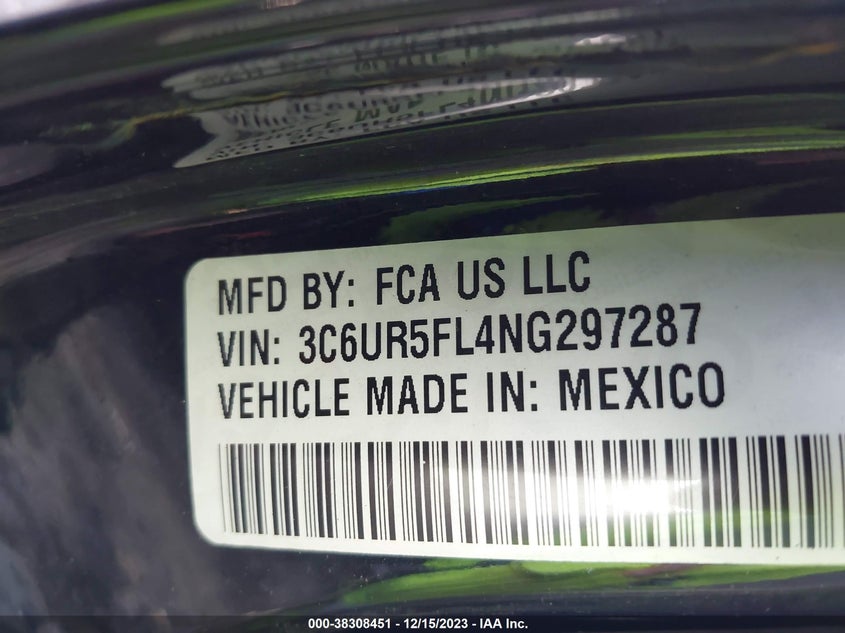 MFD BY: FCA US LLC
VIN: 3C6UR5FL4NG297287
VEHICLE MADE IN: MEXICO
000-38308451 - 12/15/2023 - IAA Inc.